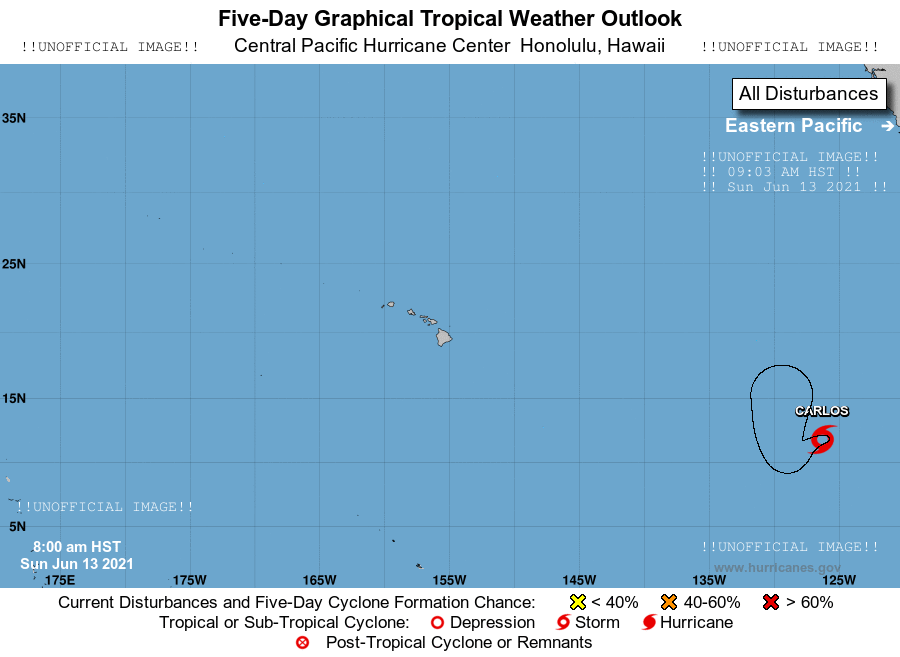 Five-Day Graphical Tropical Weather Outlook
!!UNOFFICIAL IMAGE!! Central Pacific Hurricane Center Honolulu, Hawaii !!UNOFFICIAL IMAGE!!
All Disturbances
35N
Eastern Pacific
!!UNOFFICIAL IMAGE!!
!! 09:03 AM HST !!
!! Sun Jun 13 2021 !!
25N
15N
CARLOS
!!UNOFFICIAL IMAGE!!
5N
8:00 am HST
Sun Jun 13 2021
!!UNOFFICIAL IMAGE!!
www.hurricanes.gov
175E 175W 165W 155W 145W 135W 125W
Current Disturbances and Five-Day Cyclone Formation Chance: < 40% 40-60% > 60%
Tropical or Sub-Tropical Cyclone: Depression Storm Hurricane
Post-Tropical Cyclone or Remnants